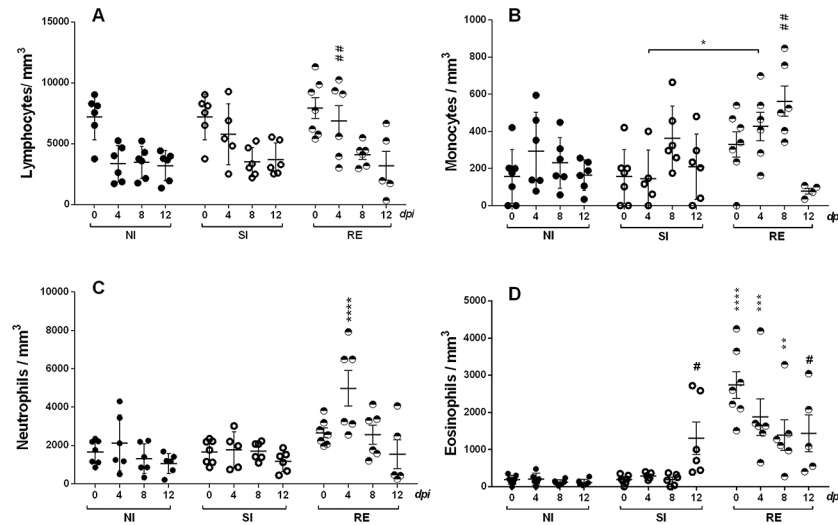 A
Lymphocytes/ mm³
15000
10000
5000
0
##
0 4 8 12 0 4 8 12 0 4 8 12 dpi
NI SI RE
B
Monocytes / mm³
1000
800
600
400
200
0
*
##
##
0 4 8 12 0 4 8 12 0 4 8 12 dpi
NI SI RE
C
Neutrophils / mm³
10000
8000
6000
4000
2000
0
****
0 4 8 12 0 4 8 12 0 4 8 12 dpi
NI SI RE
D
Eosinophils / mm³
5000
4000
3000
2000
1000
0
#
****
***
**
#
0 4 8 12 0 4 8 12 0 4 8 12 dpi
NI SI RE